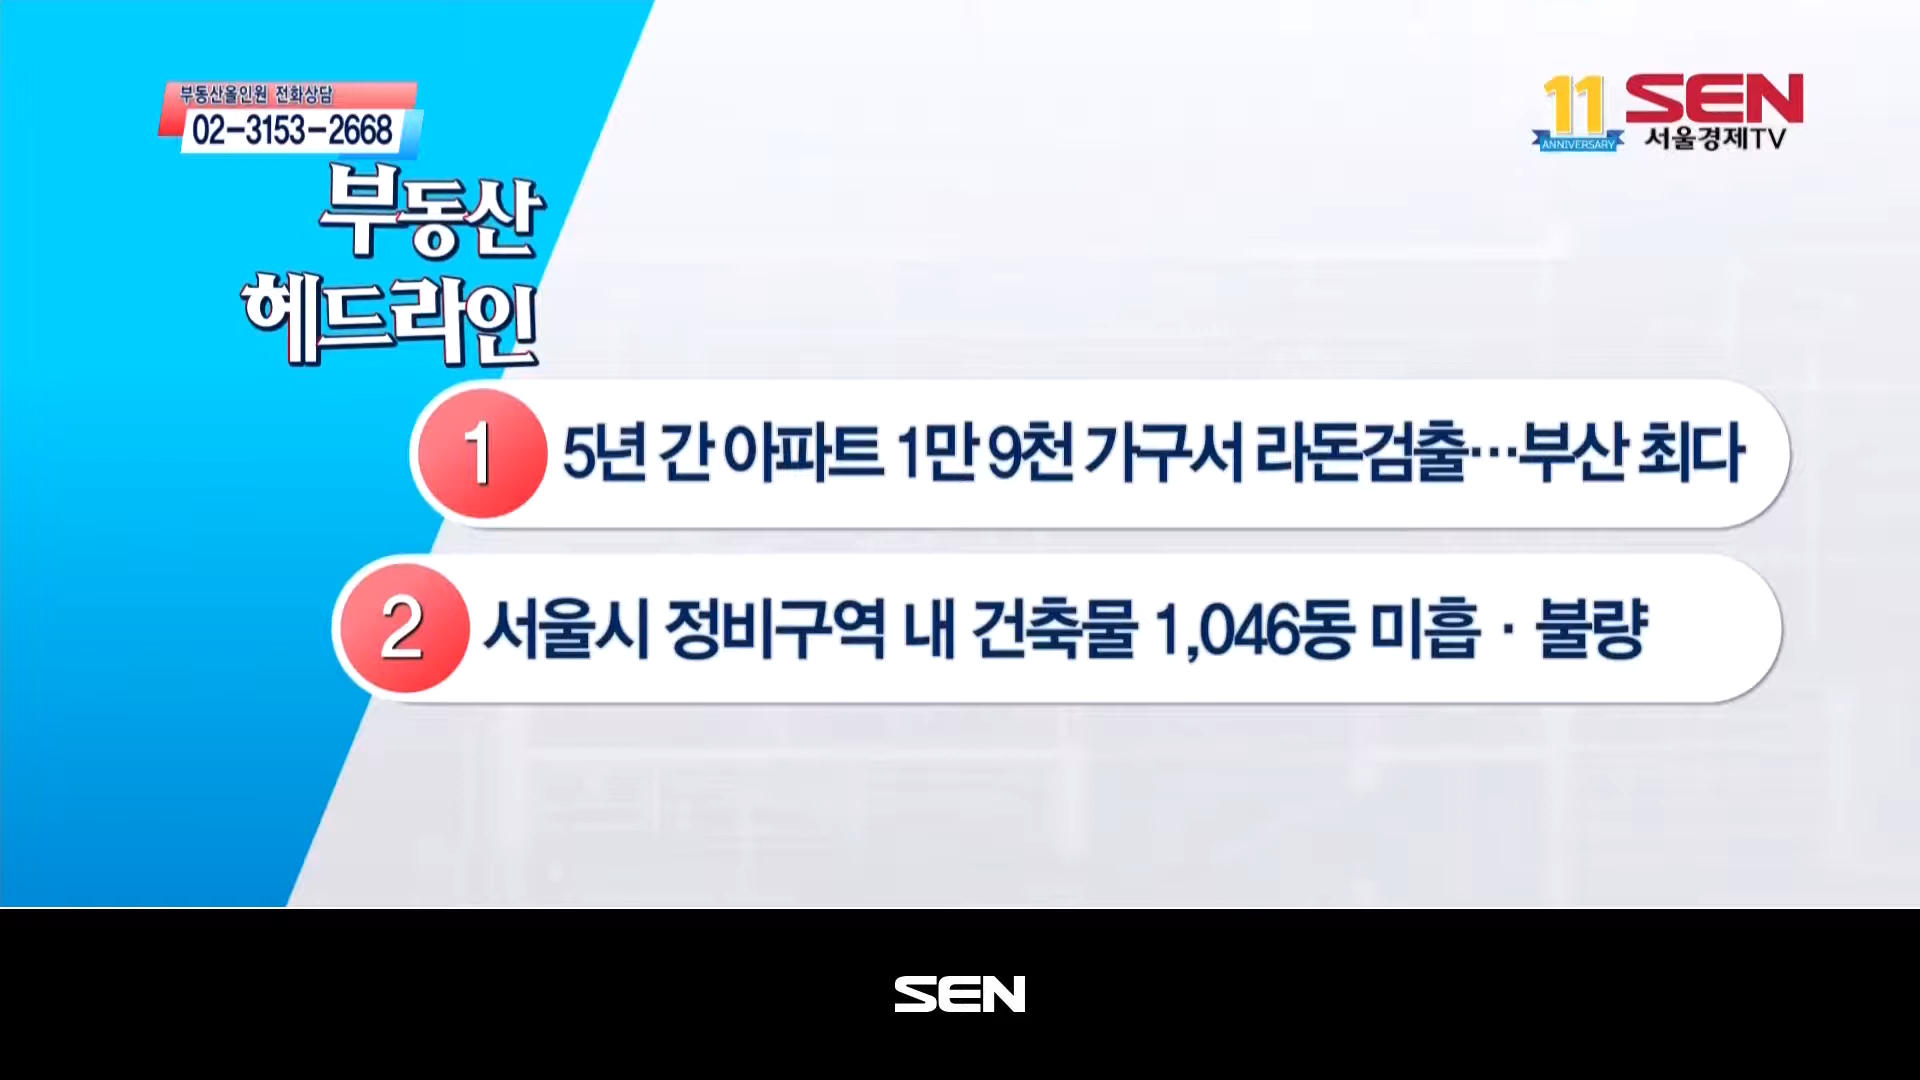 부동산올인원 전화상담
02-3153-2668
11 SEN
ANNIVERSARY 서울경제TV
부동산
헤드라인
1 5년 간 아파트 1만 9천 가구서 라돈검출…부산 최다
2 서울시 정비구역 내 건축물 1,046동 미흡·불량
SEN